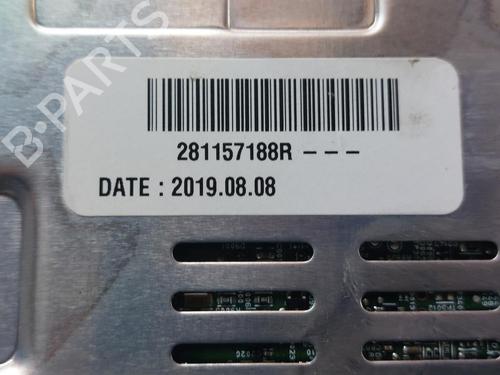 281157188R – – –
DATE : 2019.08.08
B-PARTS